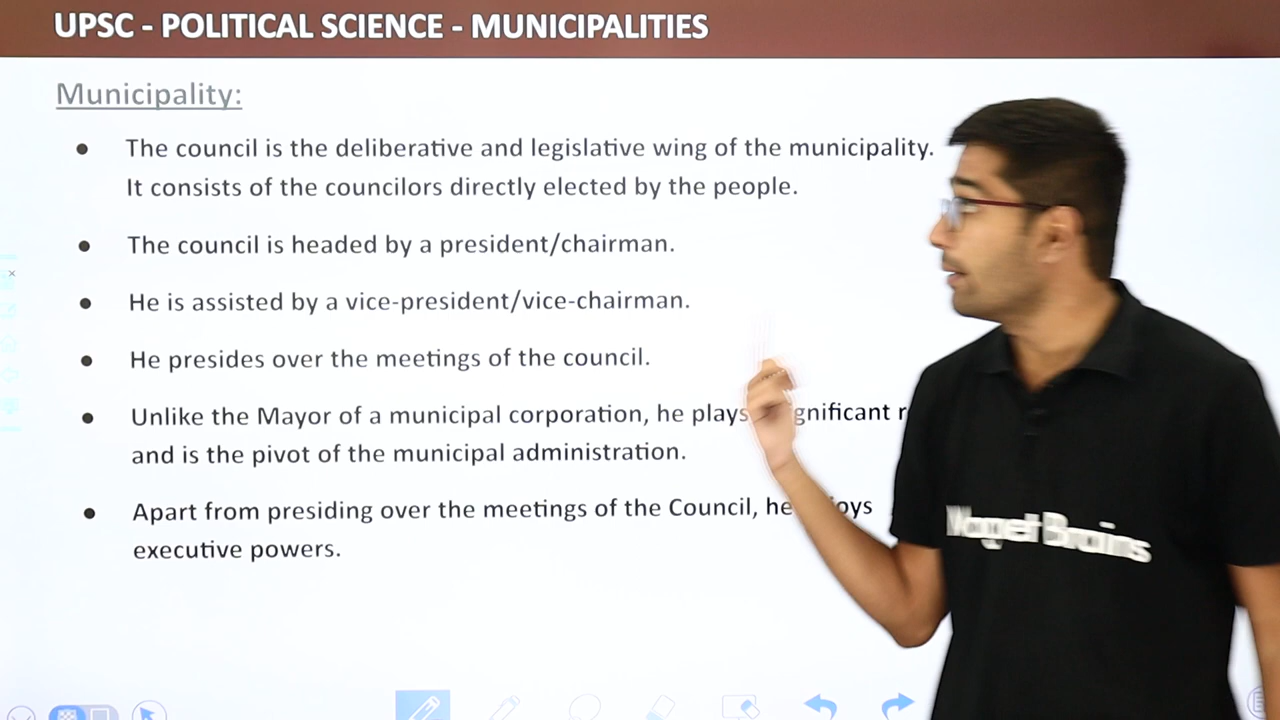 UPSC - POLITICAL SCIENCE - MUNICIPALITIES
Municipality:
The council is the deliberative and legislative wing of the municipality.
It consists of the councilors directly elected by the people.
The council is headed by a president/chairman.
He is assisted by a vice-president/vice-chairman.
He presides over the meetings of the council.
Unlike the Mayor of a municipal corporation, he plays
and is the pivot of the municipal administration.
Apart from presiding over the meetings of the Council, he
executive powers.
Magnet Brains